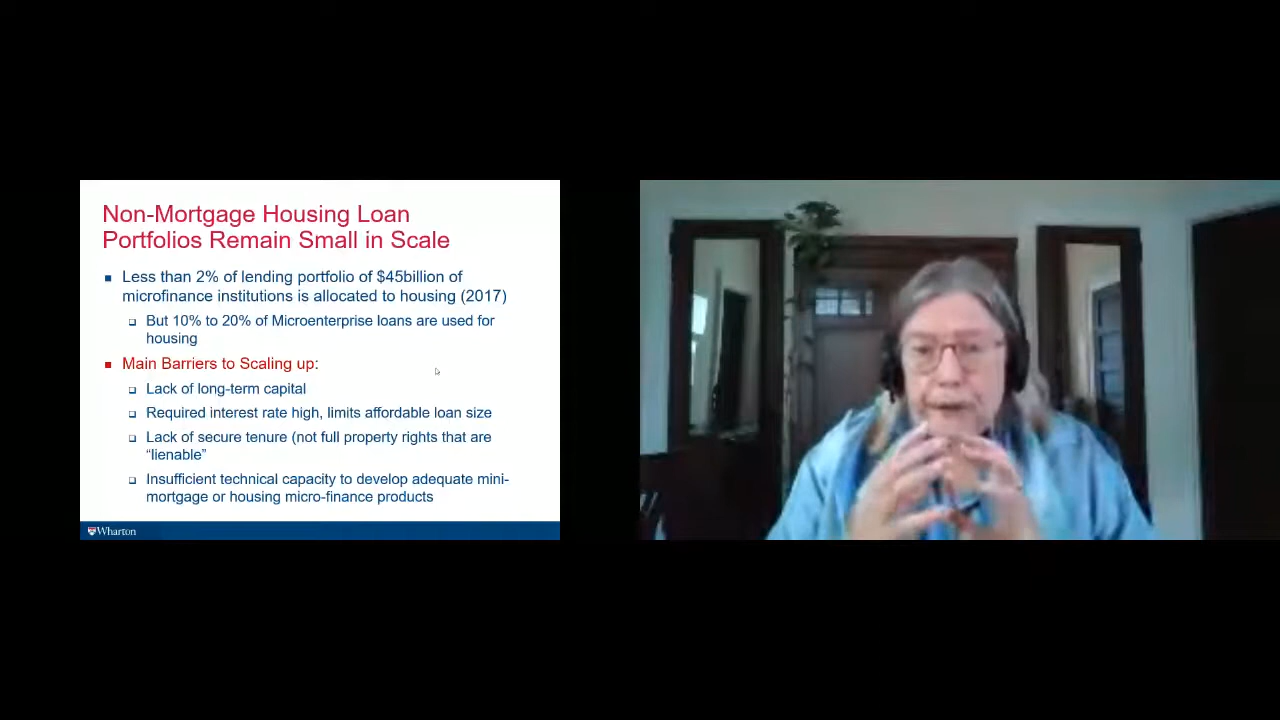 Non-Mortgage Housing Loan
Portfolios Remain Small in Scale
Less than 2% of lending portfolio of $45billion of
microfinance institutions is allocated to housing (2017)
But 10% to 20% of Microenterprise loans are used for
housing
Main Barriers to Scaling up:
Lack of long-term capital
Required interest rate high, limits affordable loan size
Lack of secure tenure (not full property rights that are
“lienable”
Insufficient technical capacity to develop adequate mini-
mortgage or housing micro-finance products
Wharton